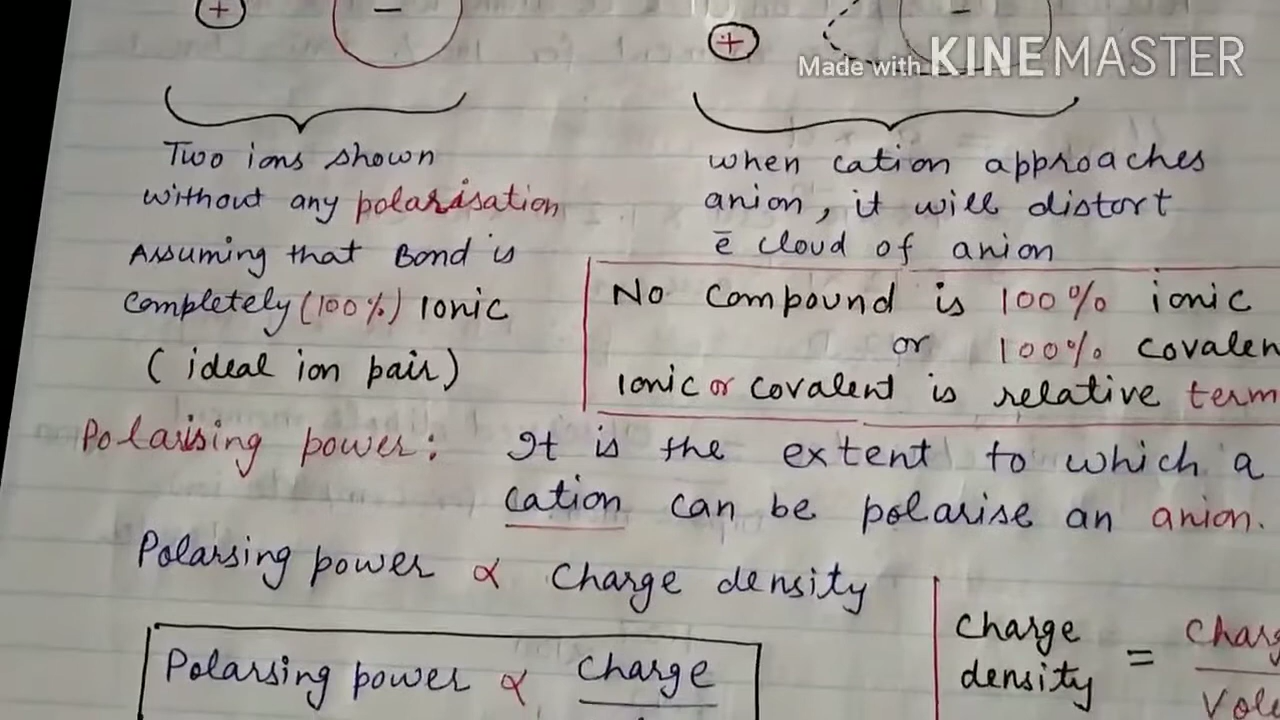 +
−
+
-
Made with KINEMASTER
Two ions shown
without any polarisation
Assuming that Bond is
completely (100%) Ionic
( ideal ion pair)
when cation approaches
anion, it will distort
ē cloud of anion
No compound is 100% ionic
or 100% covalen
Ionic or covalent is relative term
Polarising power: It is the extent to which a
cation can be polarise an anion.
Polarsing power ∝ charge density
Polarsing power ∝ charge
charge
density
=